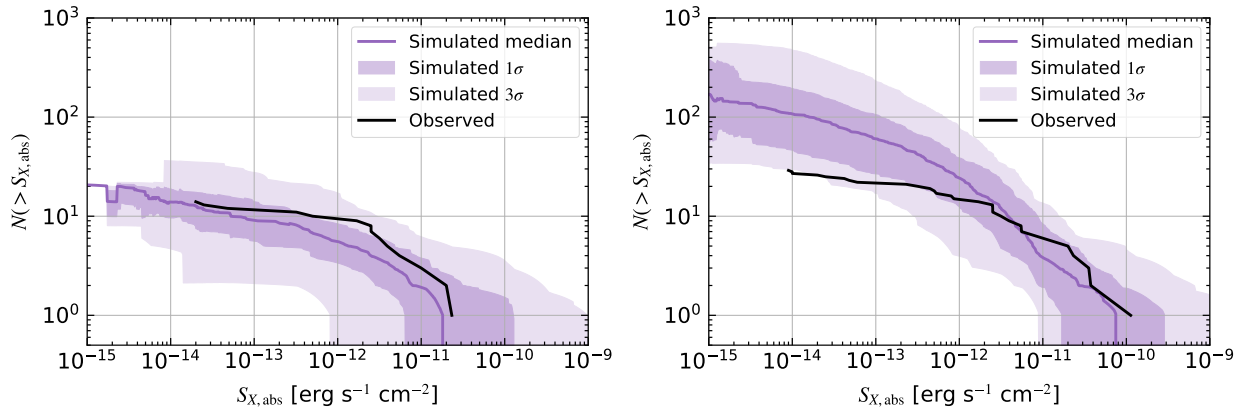 10³
10²
10¹
10⁰
N(> S_X,abs)
Simulated median
Simulated 1σ
Simulated 3σ
Observed
10⁻¹⁵ 10⁻¹⁴ 10⁻¹³ 10⁻¹² 10⁻¹¹ 10⁻¹⁰ 10⁻⁹
S_X,abs [erg s⁻¹ cm⁻²]
10³
10²
10¹
10⁰
N(> S_X,abs)
Simulated median
Simulated 1σ
Simulated 3σ
Observed
10⁻¹⁵ 10⁻¹⁴ 10⁻¹³ 10⁻¹² 10⁻¹¹ 10⁻¹⁰ 10⁻⁹
S_X,abs [erg s⁻¹ cm⁻²]